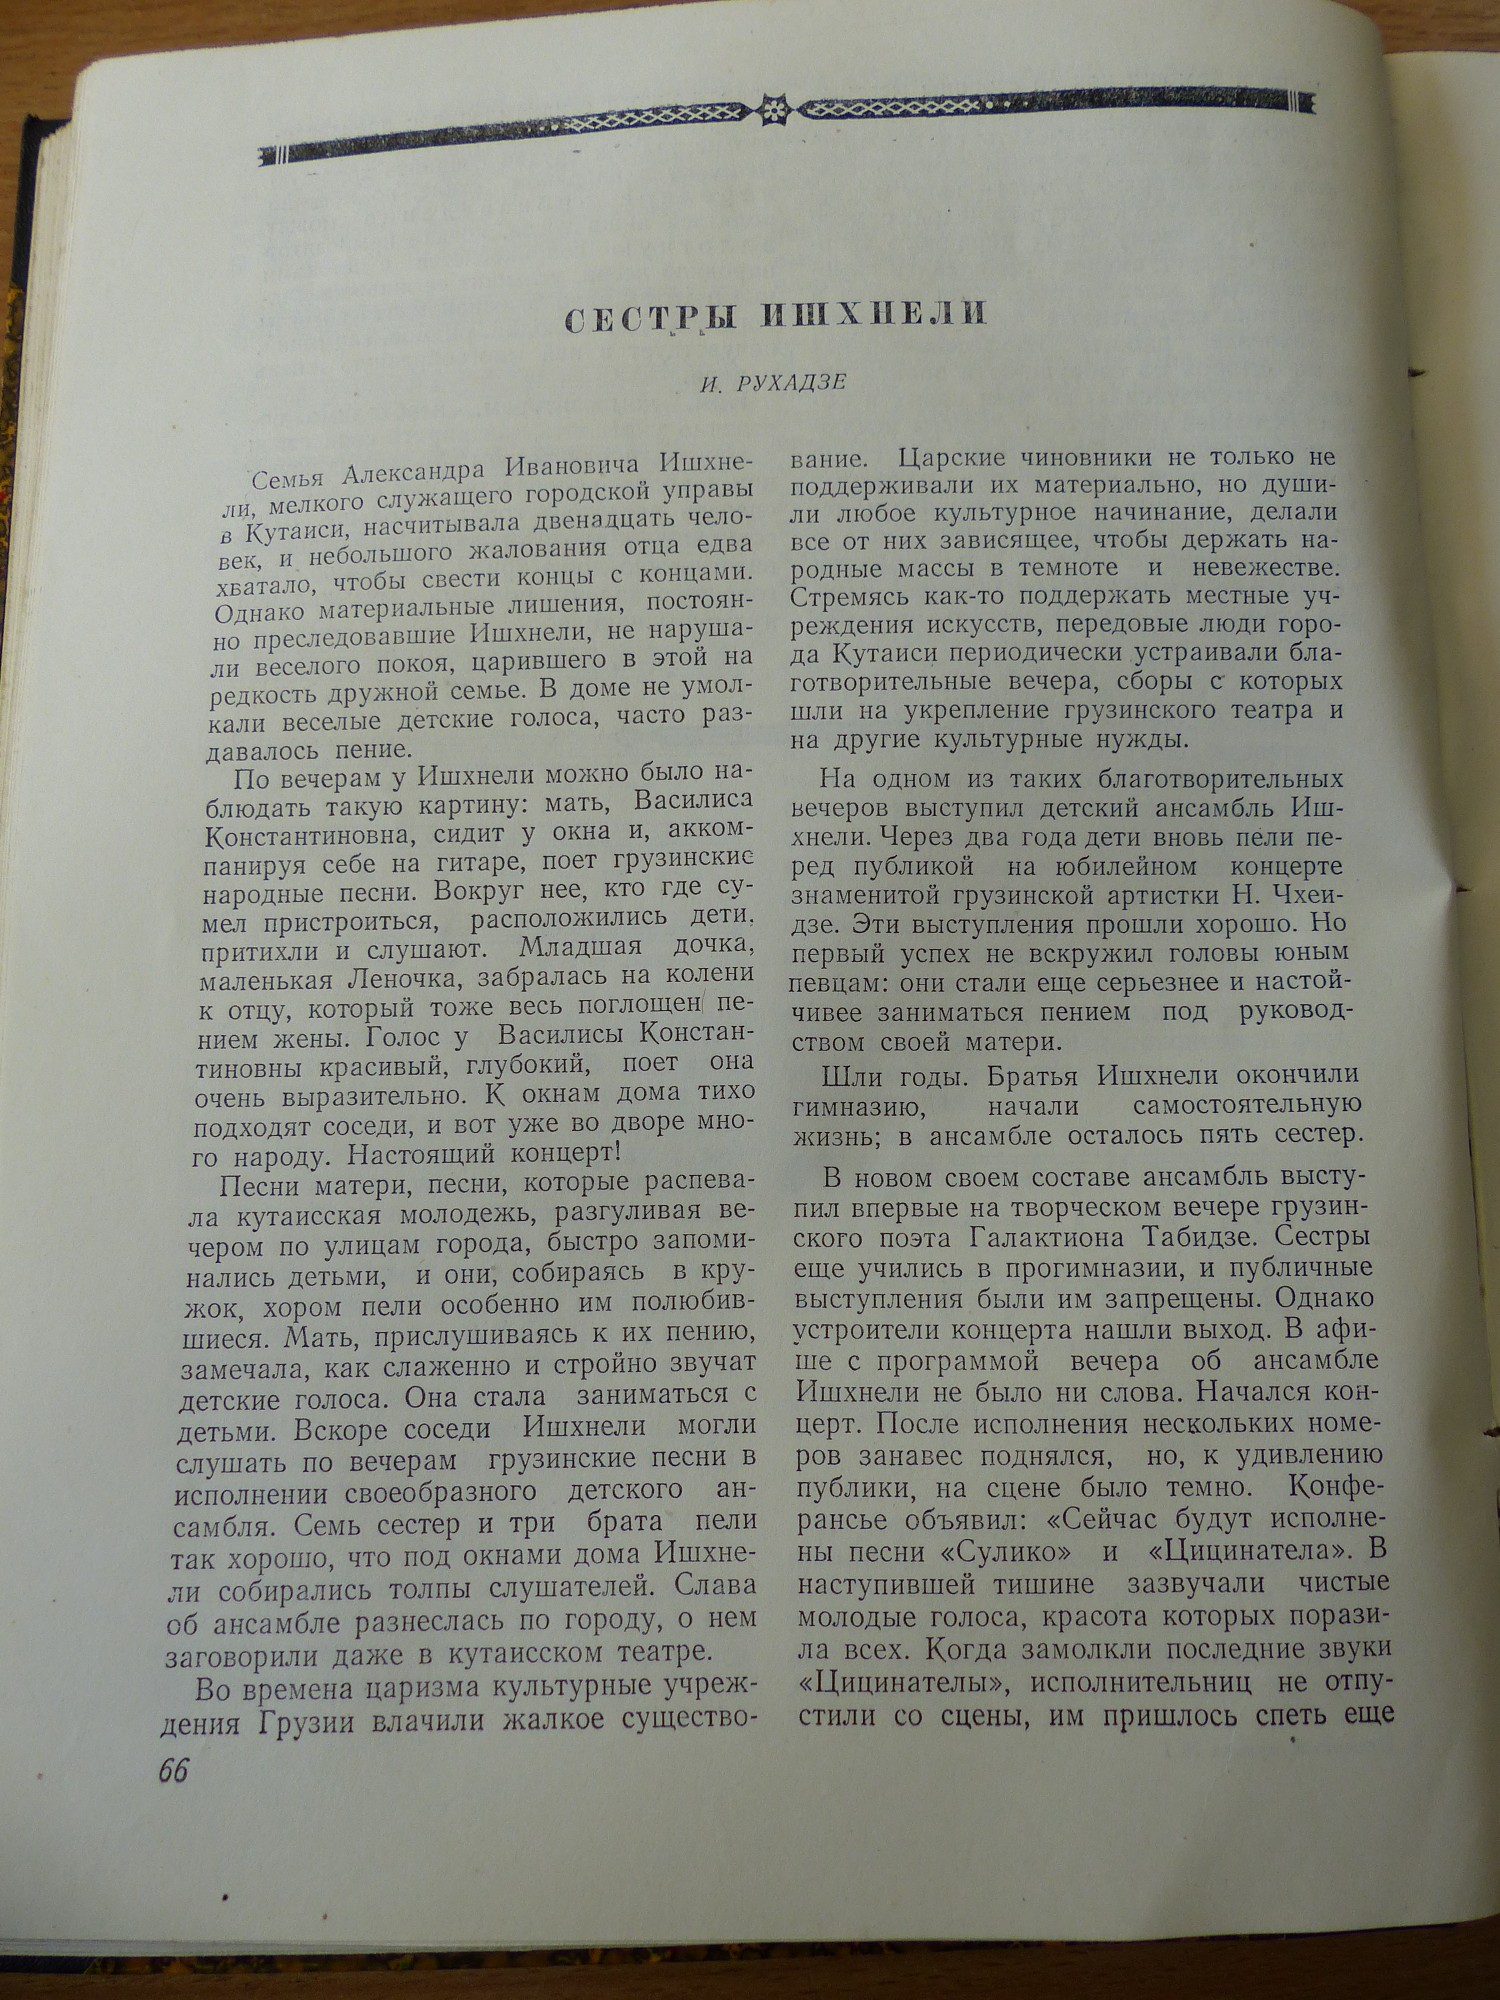 СЕСТРЫ ИШХНЕЛИ
И. РУХАДЗЕ
Семья Александра Ивановича Ишхне-
ли, мелкого служащего городской управы
в Кутаиси, насчитывала двенадцать чело-
век, и небольшого жалования отца едва
хватало, чтобы свести концы с концами.
Однако материальные лишения, постоян-
но преследовавшие Ишхнели, не наруша-
ли веселого покоя, царившего в этой на
редкость дружной семье. В доме не умол-
кали веселые детские голоса, часто раз-
давалось пение.
По вечерам у Ишхнели можно было на-
блюдать такую картину: мать, Василиса
Константиновна, сидит у окна и, акком-
панируя себе на гитаре, поет грузинские
народные песни. Вокруг нее, кто где су-
мел пристроиться, расположились дети,
притихли и слушают. Младшая дочка,
маленькая Леночка, забралась на колени
к отцу, который тоже весь поглощен пе-
нием жены. Голос у Василисы Констан-
тиновны красивый, глубокий, поет она
очень выразительно. К окнам дома тихо
подходят соседи, и вот уже во дворе мно-
го народу. Настоящий концерт!
Песни матери, песни, которые распева-
ла кутаисская молодежь, разгуливая ве-
чером по улицам города, быстро запоми-
нались детьми, и они, собираясь в кру-
жок, хором пели особенно им полюбив-
шиеся. Мать, прислушиваясь к их пению,
замечала, как слаженно и стройно звучат
детские голоса. Она стала заниматься с
детьми. Вскоре соседи Ишхнели могли
слушать по вечерам грузинские песни в
исполнении своеобразного детского ан-
самбля. Семь сестер и три брата пели
так хорошо, что под окнами дома Ишхне-
ли собирались толпы слушателей. Слава
об ансамбле разнеслась по городу, о нем
заговорили даже в кутаисском театре.
Во времена царизма культурные учреж-
дения Грузии влачили жалкое существо-
66
вание. Царские чиновники не только не
поддерживали их материально, но души-
ли любое культурное начинание, делали
все от них зависящее, чтобы держать на-
родные массы в темноте и невежестве.
Стремясь как-то поддержать местные уч-
реждения искусств, передовые люди горо-
да Кутаиси периодически устраивали бла-
готворительные вечера, сборы с которых
шли на укрепление грузинского театра и
на другие культурные нужды.
На одном из таких благотворительных
вечеров выступил детский ансамбль Иш-
хнели. Через два года дети вновь пели пе-
ред публикой на юбилейном концерте
знаменитой грузинской артистки Н. Чхеи-
дзе. Эти выступления прошли хорошо. Но
первый успех не вскружил головы юным
певцам: они стали еще серьезнее и настой-
чивее заниматься пением под руковод-
ством своей матери.
Шли годы. Братья Ишхнели окончили
гимназию, начали самостоятельную
жизнь; в ансамбле осталось пять сестер.
В новом своем составе ансамбль высту-
пил впервые на творческом вечере грузин-
ского поэта Галактиона Табидзе. Сестры
еще учились в прогимназии, и публичные
выступления были им запрещены. Однако
устроители концерта нашли выход. В афи-
ше с программой вечера об ансамбле
Ишхнели не было ни слова. Начался кон-
церт. После исполнения нескольких номе-
ров занавес поднялся, но, к удивлению
публики, на сцене было темно. Конфе-
рансье объявил: «Сейчас будут исполне-
ны песни «Сулико» и «Цицинатела». В
наступившей тишине зазвучали чистые
молодые голоса, красота которых порази-
ла всех. Когда замолкли последние звуки
«Цицинателы», исполнительниц не отпу-
стили со сцены, им пришлось спеть еще